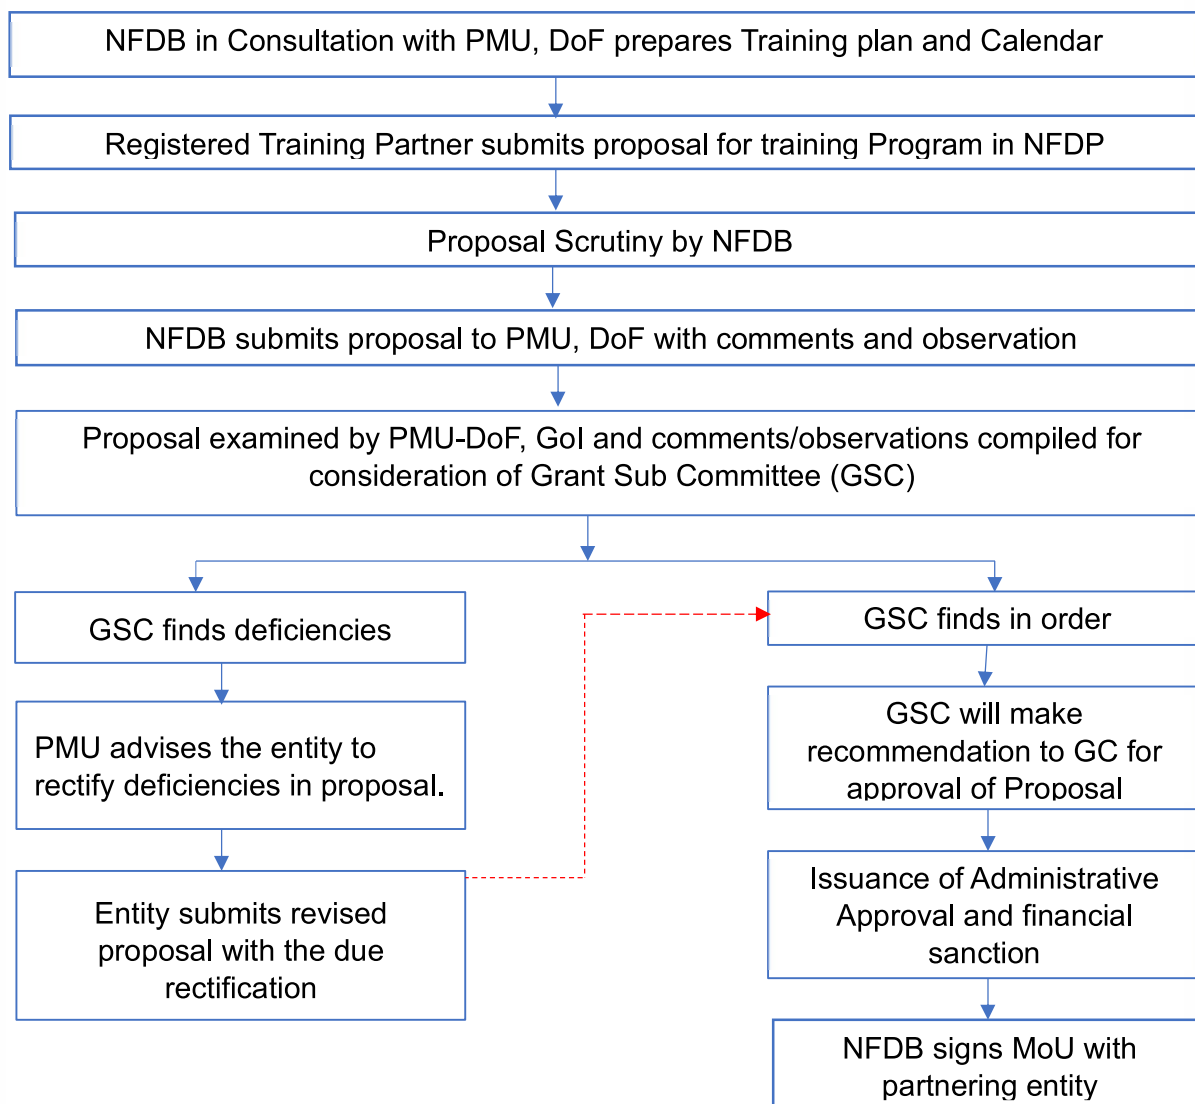 NFDB in Consultation with PMU, DoF prepares Training plan and Calendar
Registered Training Partner submits proposal for training Program in NFDP
Proposal Scrutiny by NFDB
NFDB submits proposal to PMU, DoF with comments and observation
Proposal examined by PMU-DoF, GoI and comments/observations compiled for
consideration of Grant Sub Committee (GSC)
GSC finds deficiencies
PMU advises the entity to
rectify deficiencies in proposal.
Entity submits revised
proposal with the due
rectification
GSC finds in order
GSC will make
recommendation to GC for
approval of Proposal
Issuance of Administrative
Approval and financial
sanction
NFDB signs MoU with
partnering entity